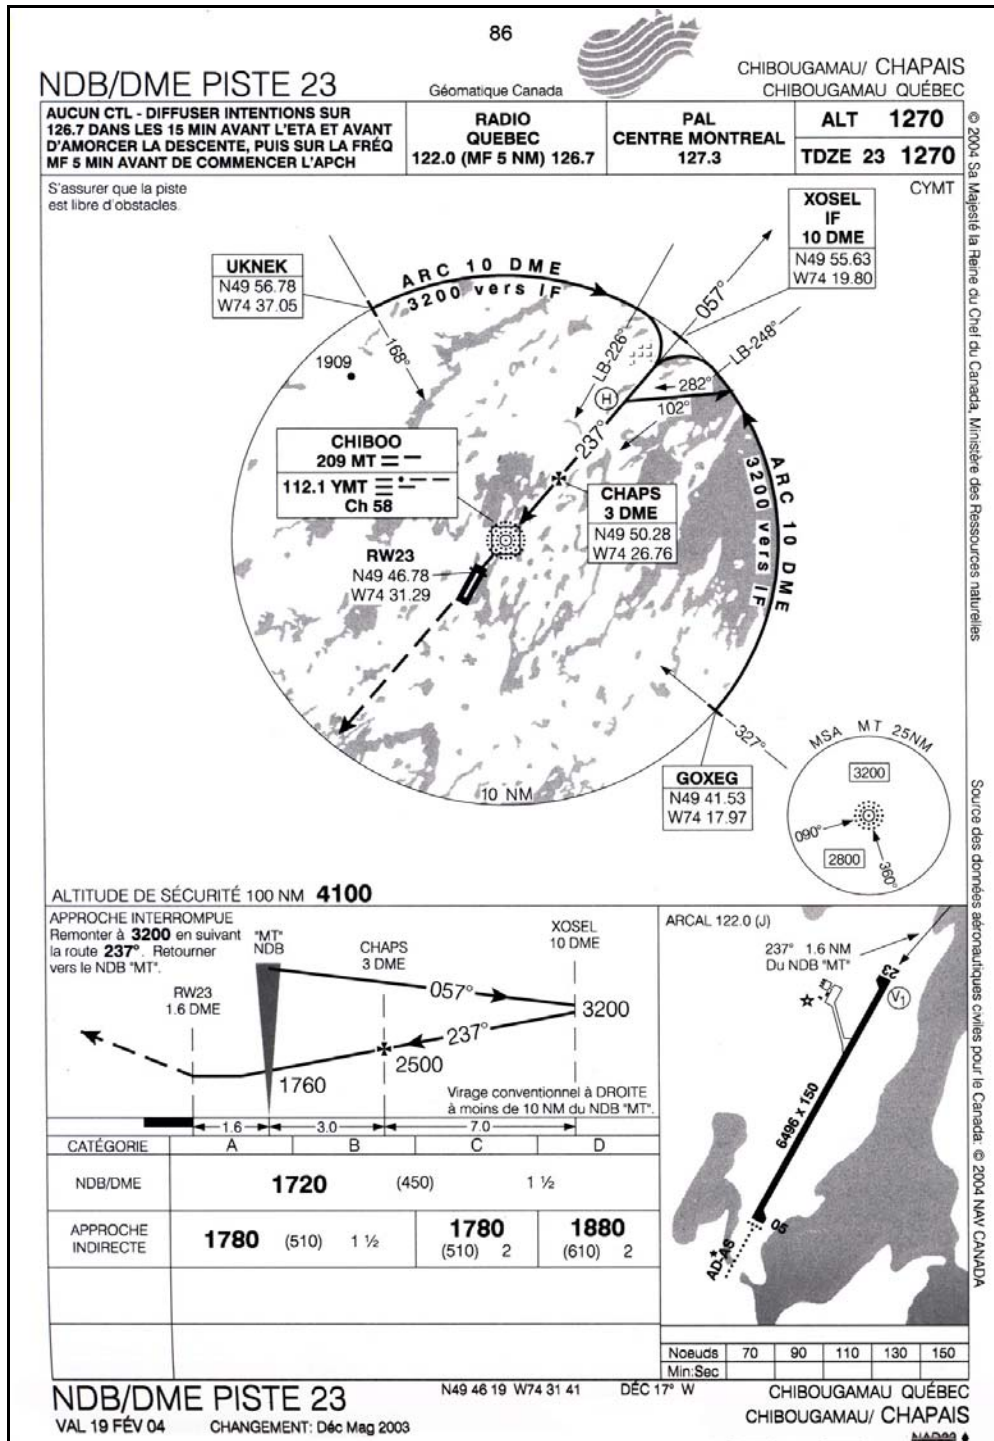 86
NDB/DME PISTE 23
Géomatique Canada
CHIBOUGAMAU/ CHAPAIS
CHIBOUGAMAU QUÉBEC
AUCUN CTL - DIFFUSER INTENTIONS SUR
126.7 DANS LES 15 MIN AVANT L'ETA ET AVANT
D'AMORCER LA DESCENTE, PUIS SUR LA FRÉQ
MF 5 MIN AVANT DE COMMENCER L'APCH
RADIO
QUEBEC
122.0 (MF 5 NM) 126.7
PAL
CENTRE MONTREAL
127.3
ALT 1270
TDZE 23 1270
S'assurer que la piste
est libre d'obstacles.
CYMT
XOSEL
IF
10 DME
N49 55.63
W74 19.80
UKNEK
N49 56.78
W74 37.05
ARC 10 DME
3200 vers IF
057°
168°
LB-226°
LB-248°
1909
H
282°
102°
237°
CHIBOO
209 MT
112.1 YMT
Ch 58
CHAPS
3 DME
N49 50.28
W74 26.76
ARC 10 DME
3200 vers IF
RW23
N49 46.78
W74 31.29
327°
GOXEG
N49 41.53
W74 17.97
10 NM
MSA MT 25NM
3200
090°
2800
360°
ALTITUDE DE SÉCURITÉ 100 NM 4100
APPROCHE INTERROMPUE
Remonter à 3200 en suivant
la route 237°. Retourner
vers le NDB "MT".
"MT"
NDB
CHAPS
3 DME
XOSEL
10 DME
RW23
1.6 DME
057°
3200
237°
2500
1760
Virage conventionnel à DROITE
à moins de 10 NM du NDB "MT".
1.6 3.0 7.0
CATÉGORIE A B C D
NDB/DME 1720 (450) 1 ½
APPROCHE
INDIRECTE
1780 (510) 1 ½
1780
(510) 2
1880
(610) 2
ARCAL 122.0 (J)
237° 1.6 NM
Du NDB "MT"
23
V1
6496 x 150
05
AD-AS
Noeuds 70 90 110 130 150
Min:Sec
NDB/DME PISTE 23
VAL 19 FÉV 04 CHANGEMENT: Déc Mag 2003
N49 46 19 W74 31 41 DÉC 17° W
CHIBOUGAMAU QUÉBEC
CHIBOUGAMAU/ CHAPAIS
© 2004 Sa Majesté la Reine du Chef du Canada, Ministère des Ressources naturelles
Source des données aéronautiques civiles pour le Canada: © 2004 NAV CANADA